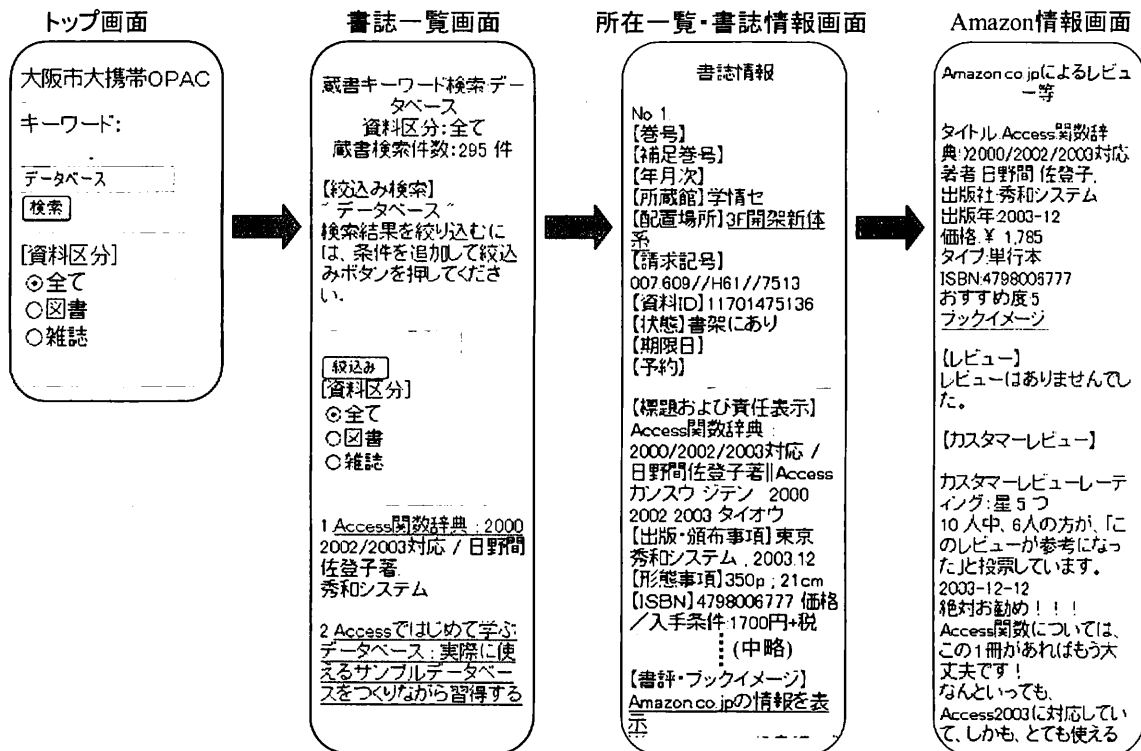 トップ画面
大阪市大携帯OPAC
キーワード:
データベース
検索
[資料区分]
◉全て
○図書
○雑誌
書誌一覧画面
蔵書キーワード検索:デー
タベース
資料区分:全て
蔵書検索件数:295 件
【絞込み検索】
" データベース "
検索結果を絞り込むに
は、条件を追加して絞込
みボタンを押してくださ
い。
絞込み
[資料区分]
◉全て
○図書
○雑誌
1 Access関数辞典 : 2000
2002/2003対応 / 日野間
佐登子著.
秀和システム
2 Accessではじめて学ぶ
データベース : 実際に使
えるサンプルデータベー
スをつくりながら習得する
所在一覧・書誌情報画面
書誌情報
No 1
【巻号】
【補足巻号】
【年月次】
【所蔵館】学情セ
【配置場所】3F開架新体
系
【請求記号】
007.609//H61//7513
【資料ID】11701475136
【状態】書架にあり
【期限日】
【予約】
【標題および責任表示】
Access関数辞典 :
2000/2002/2003対応 /
日野間佐登子著||Access
カンスウ ジテン 2000
2002 2003 タイオウ
【出版・頒布事項】東京
秀和システム , 2003.12
【形態事項】350p ; 21cm
【ISBN】4798006777 価格
/入手条件:1700円+税
(中略)
【書評・ブックイメージ】
Amazon.co.jpの情報を表
示
Amazon情報画面
Amazon.co.jpによるレビュ
ー等
タイトル:Access関数辞
典:)2000/2002/2003対応
著者:日野間 佐登子,
出版社:秀和システム
出版年:2003-12
価格:¥ 1,785
タイプ:単行本
ISBN:4798006777
おすすめ度:5
ブックイメージ
【レビュー】
レビューはありませんでし
た。
【カスタマーレビュー】
カスタマーレビューレーテ
ィング:星 5 つ
10 人中、6人の方が、「こ
のレビューが参考になっ
た」と投票しています。
2003-12-12
絶対お勧め!!!
Access関数については、
この1冊があればもう大
丈夫です!
なんといっても、
Access2003に対応してい
て、しかも、とても使える